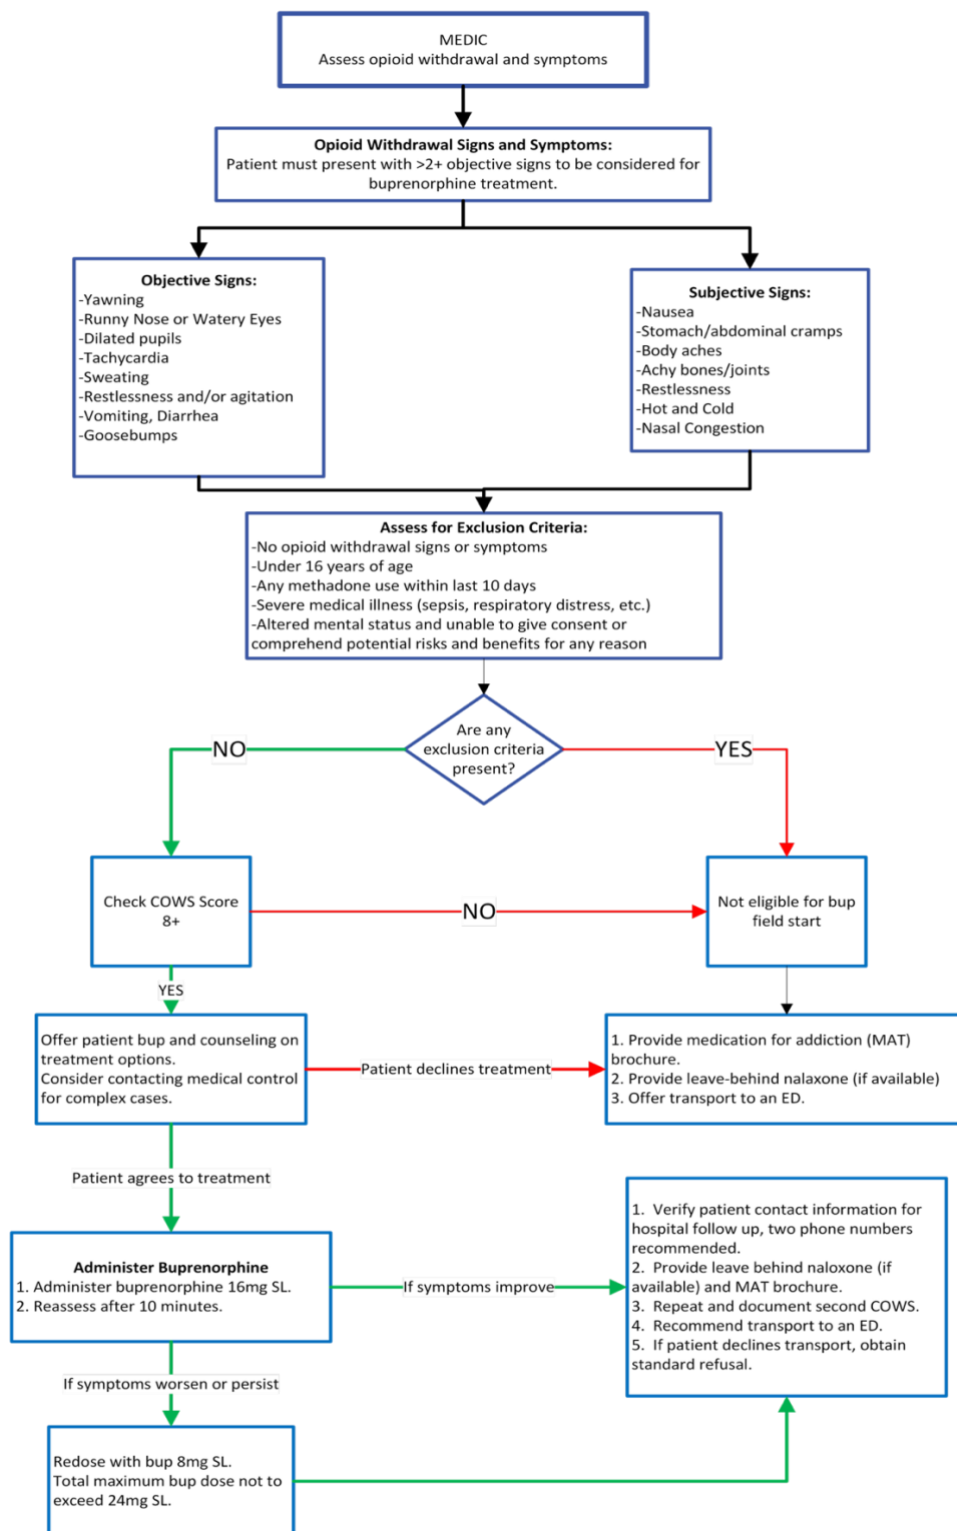 MEDIC
Assess opioid withdrawal and symptoms
Opioid Withdrawal Signs and Symptoms:
Patient must present with >2+ objective signs to be considered for
buprenorphine treatment.
Objective Signs:
-Yawning
-Runny Nose or Watery Eyes
-Dilated pupils
-Tachycardia
-Sweating
-Restlessness and/or agitation
-Vomiting, Diarrhea
-Goosebumps
Subjective Signs:
-Nausea
-Stomach/abdominal cramps
-Body aches
-Achy bones/joints
-Restlessness
-Hot and Cold
-Nasal Congestion
Assess for Exclusion Criteria:
-No opioid withdrawal signs or symptoms
-Under 16 years of age
-Any methadone use within last 10 days
-Severe medical illness (sepsis, respiratory distress, etc.)
-Altered mental status and unable to give consent or
comprehend potential risks and benefits for any reason
Are any
exclusion criteria
present?
NO
YES
Check COWS Score
8+
NO
Not eligible for bup
field start
YES
Offer patient bup and counseling on
treatment options.
Consider contacting medical control
for complex cases.
Patient declines treatment
1. Provide medication for addiction (MAT)
brochure.
2. Provide leave-behind nalaxone (if available)
3. Offer transport to an ED.
Patient agrees to treatment
Administer Buprenorphine
1. Administer buprenorphine 16mg SL.
2. Reassess after 10 minutes.
If symptoms improve
1. Verify patient contact information for
hospital follow up, two phone numbers
recommended.
2. Provide leave behind naloxone (if
available) and MAT brochure.
3. Repeat and document second COWS.
4. Recommend transport to an ED.
5. If patient declines transport, obtain
standard refusal.
If symptoms worsen or persist
Redose with bup 8mg SL.
Total maximum bup dose not to
exceed 24mg SL.